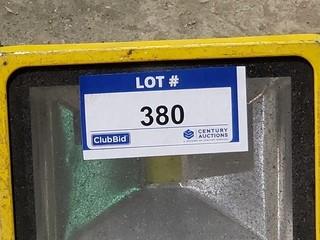 LOT #
380
ClubBid
CENTURY
AUCTIONS